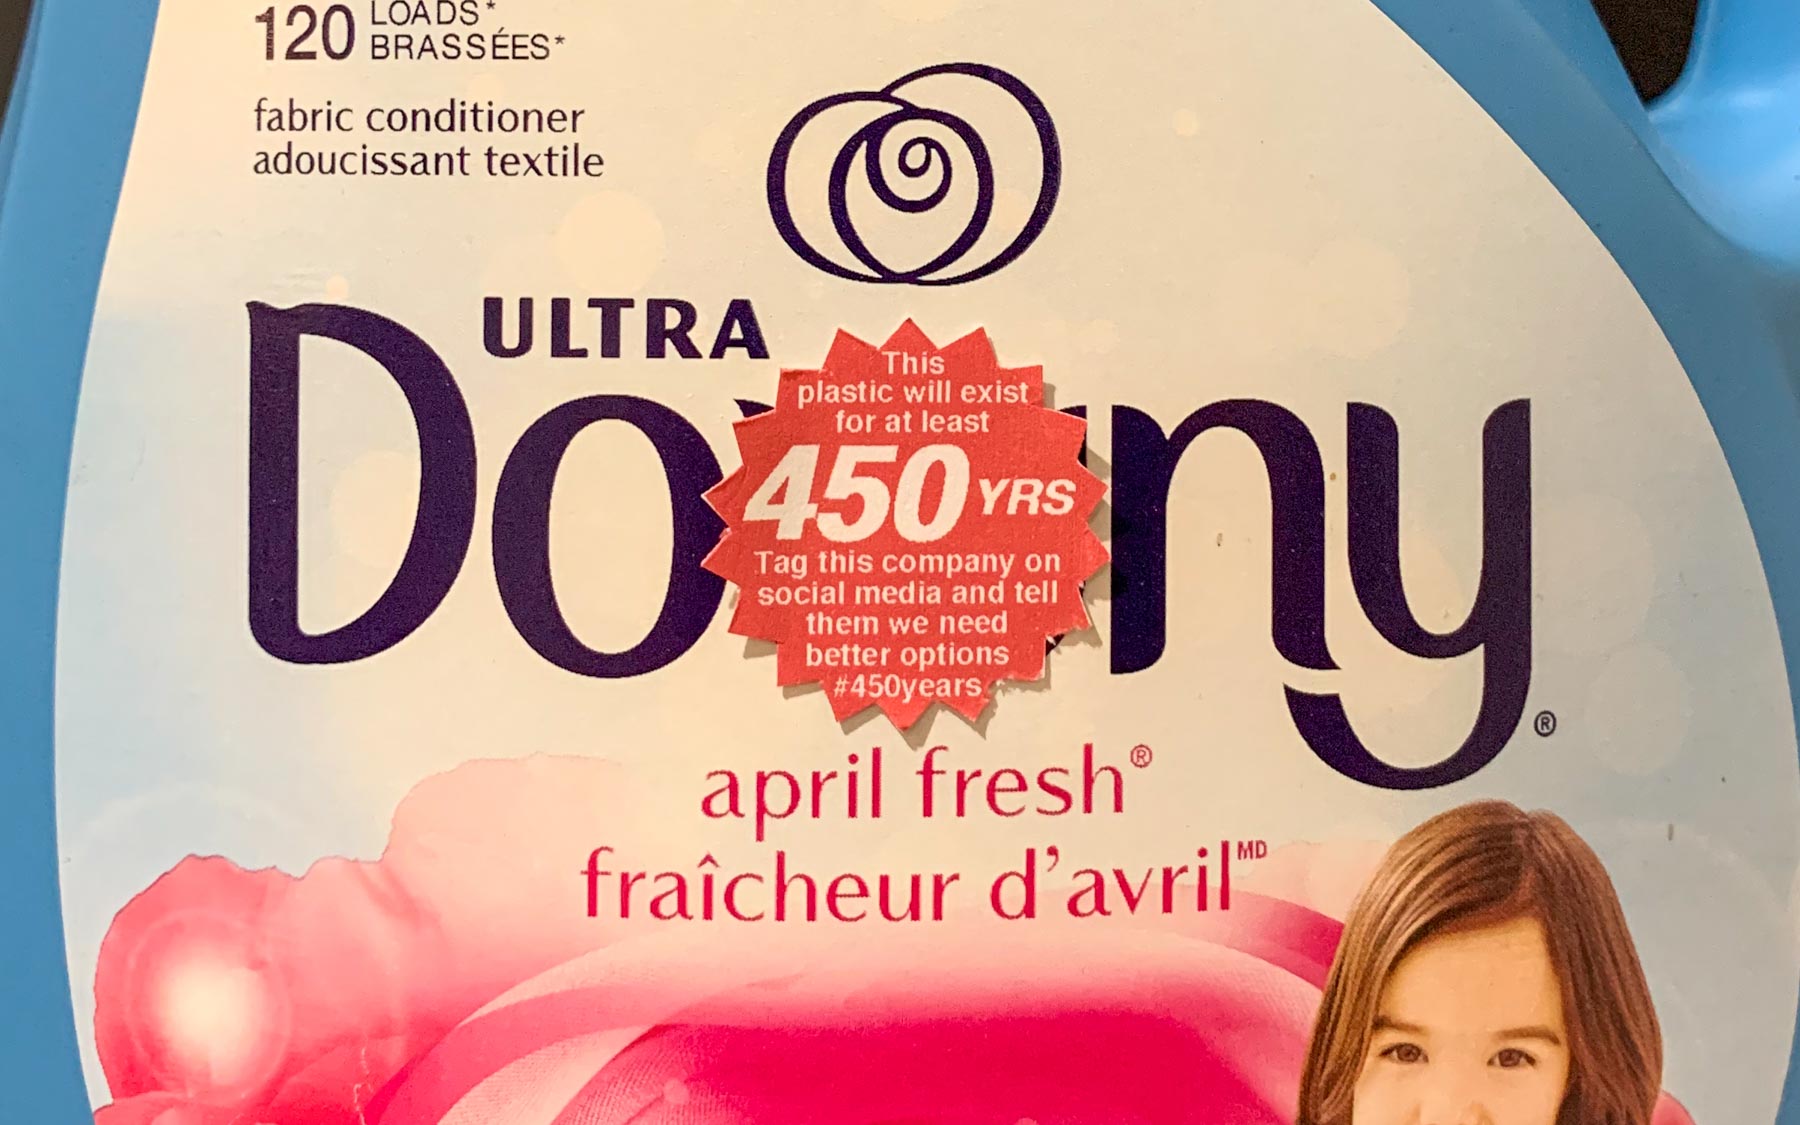 120 LOADS*
BRASSÉES*
fabric conditioner
adoucissant textile
ULTRA
Do ny®
This
plastic will exist
for at least
450 YRS
Tag this company on
social media and tell
them we need
better options
#450years
april fresh®
fraîcheur d'avril MD